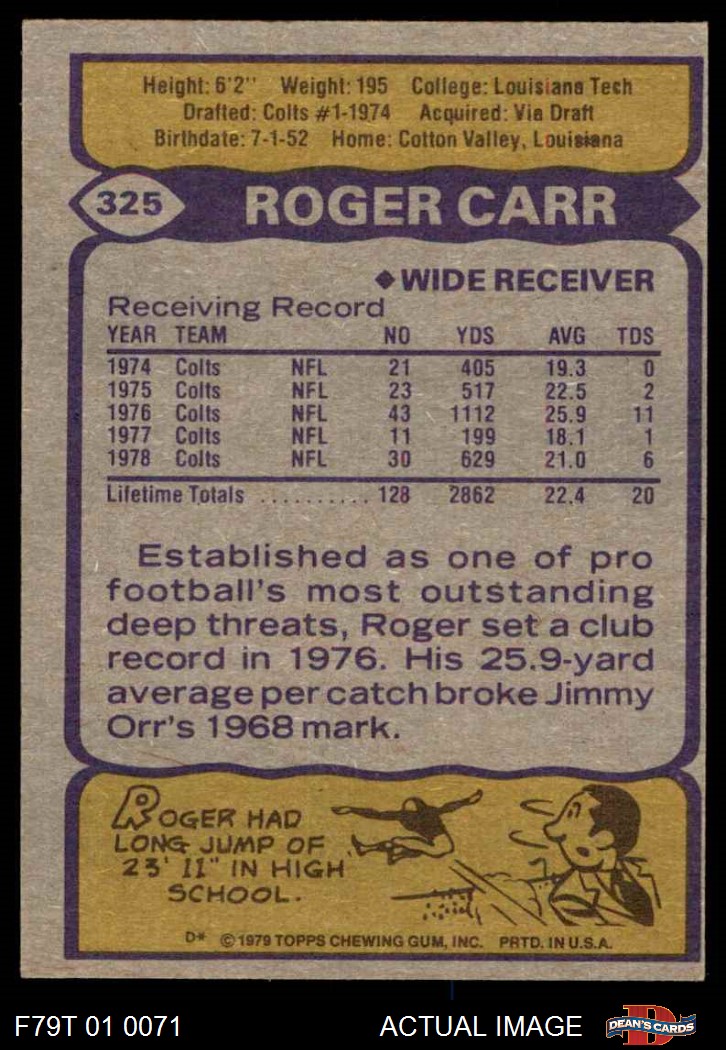 Height: 6'2'' Weight: 195 College: Louisiana Tech
Drafted: Colts #1-1974 Acquired: Via Draft
Birthdate: 7-1-52 Home: Cotton Valley, Louisiana
325 ROGER CARR
◆ WIDE RECEIVER
Receiving Record
YEAR TEAM NO YDS AVG TDS
1974 Colts NFL 21 405 19.3 0
1975 Colts NFL 23 517 22.5 2
1976 Colts NFL 43 1112 25.9 11
1977 Colts NFL 11 199 18.1 1
1978 Colts NFL 30 629 21.0 6
Lifetime Totals .......... 128 2862 22.4 20
Established as one of pro
football's most outstanding
deep threats, Roger set a club
record in 1976. His 25.9-yard
average per catch broke Jimmy
Orr's 1968 mark.
ROGER HAD
LONG JUMP OF
23' 11" IN HIGH
SCHOOL.
D* © 1979 TOPPS CHEWING GUM, INC. PRTD. IN U.S.A.
F79T 01 0071 ACTUAL IMAGE D DEAN'S CARDS